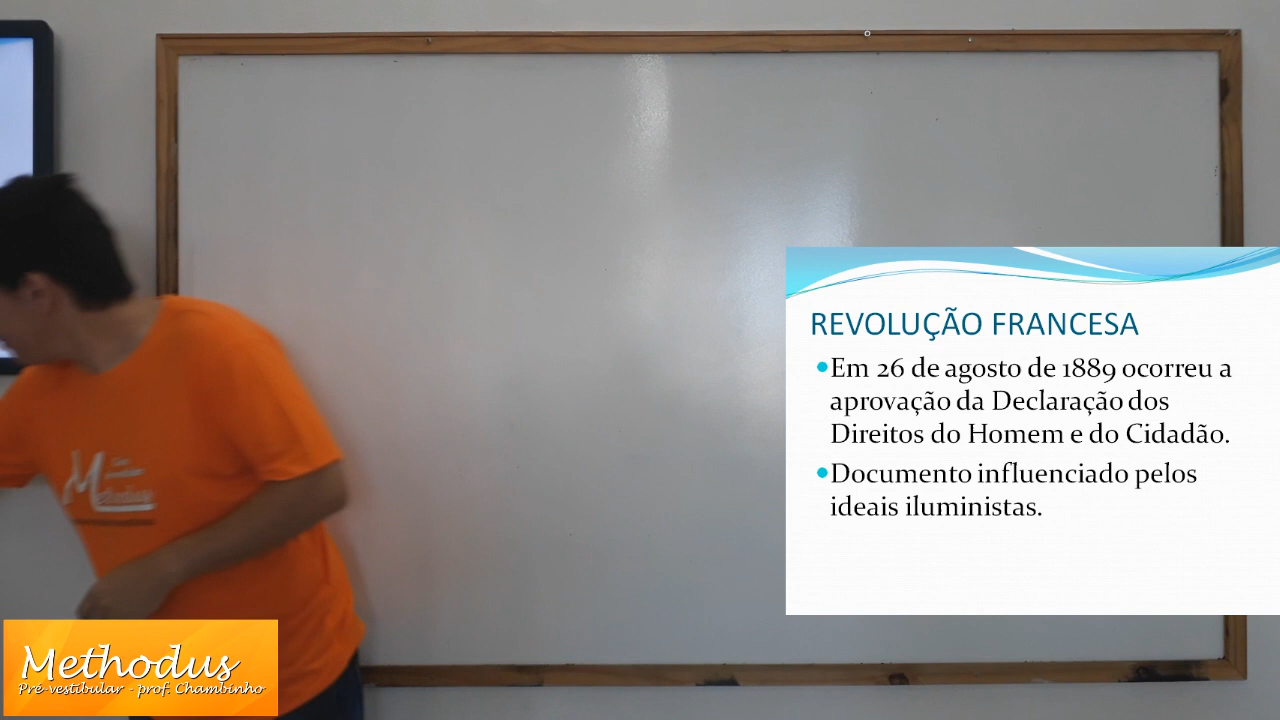 REVOLUÇÃO FRANCESA
•Em 26 de agosto de 1889 ocorreu a
aprovação da Declaração dos
Direitos do Homem e do Cidadão.
•Documento influenciado pelos
ideais iluministas.
Methodus
Methodus
Pré-vestibular - prof. Chambinho